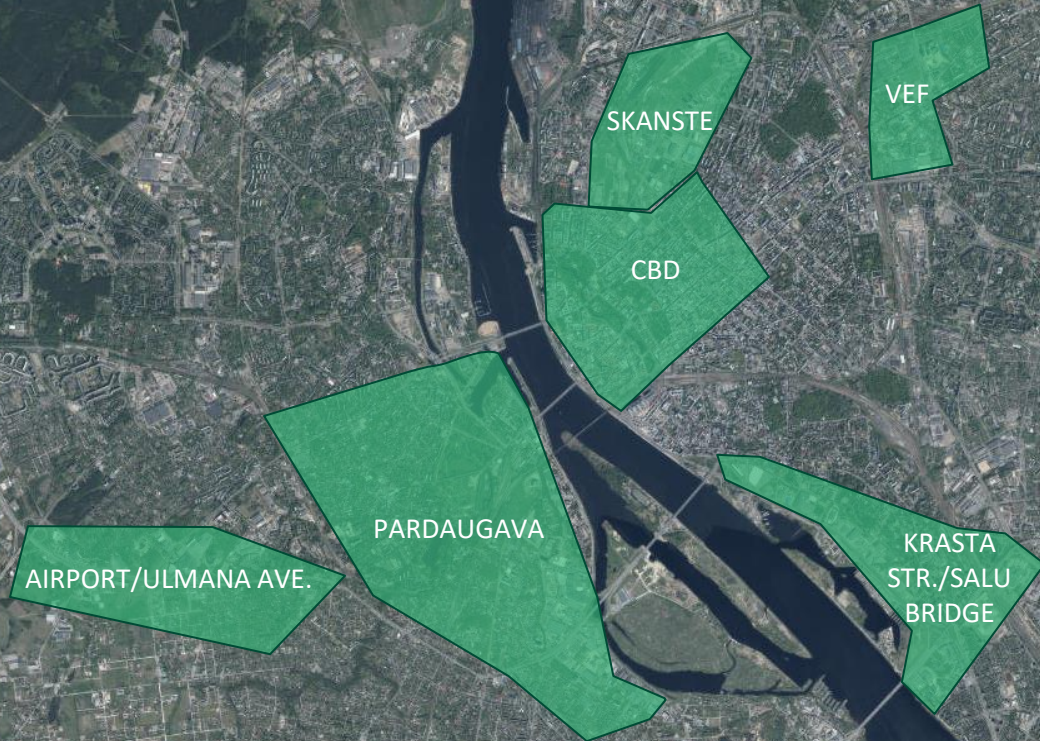 VEF
SKANSTE
CBD
PARDAUGAVA
AIRPORT/ULMANA AVE.
KRASTA
STR./SALU
BRIDGE